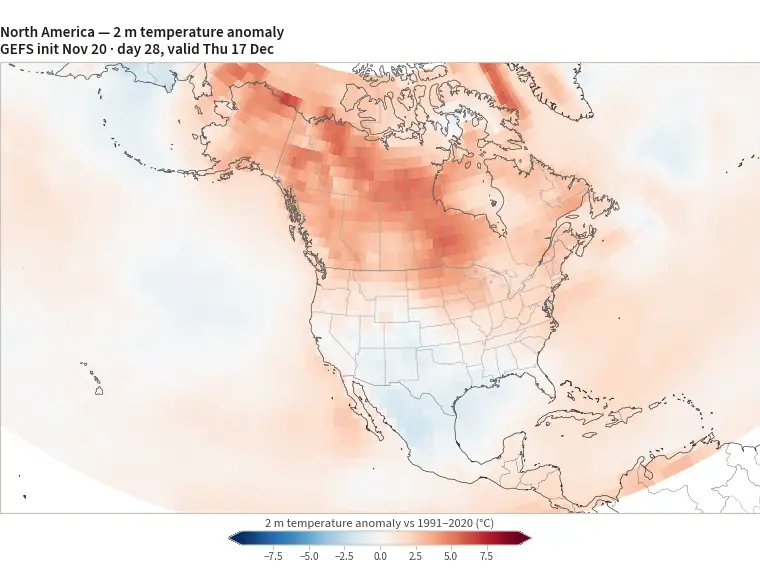 North America — 2 m temperature anomaly
GEFS init Nov 20 · day 28, valid Thu 17 Dec
2 m temperature anomaly vs 1991–2020 (°C)
−7.5 −5.0 −2.5 0.0 2.5 5.0 7.5